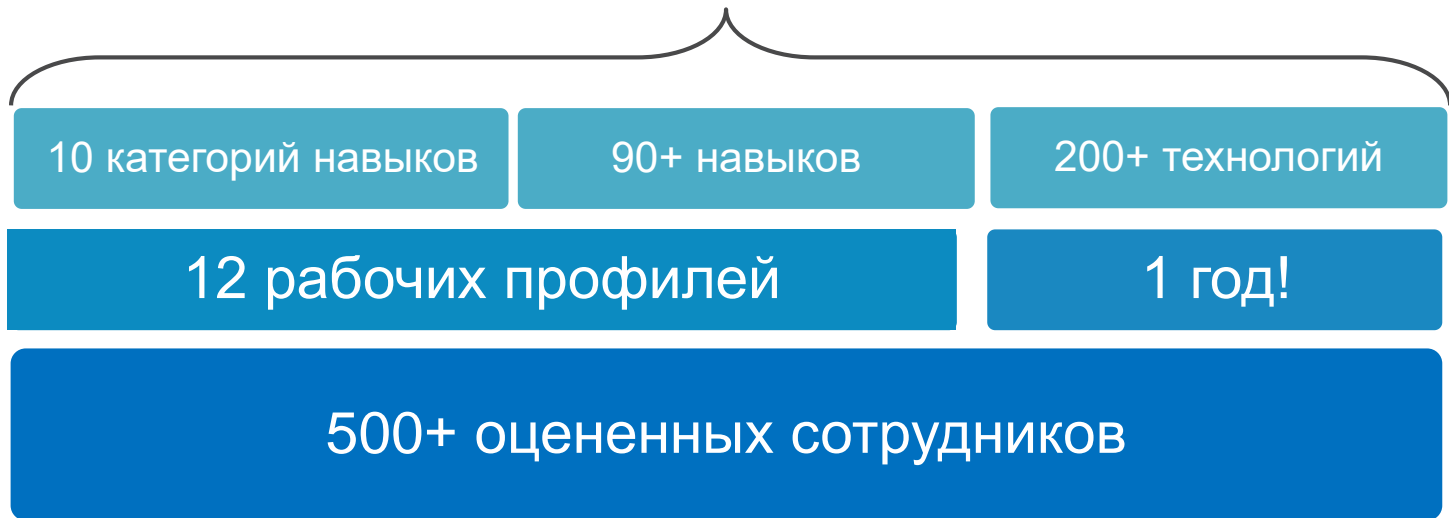 10 категорий навыков
90+ навыков
200+ технологий
12 рабочих профилей
1 год!
500+ оцененных сотрудников